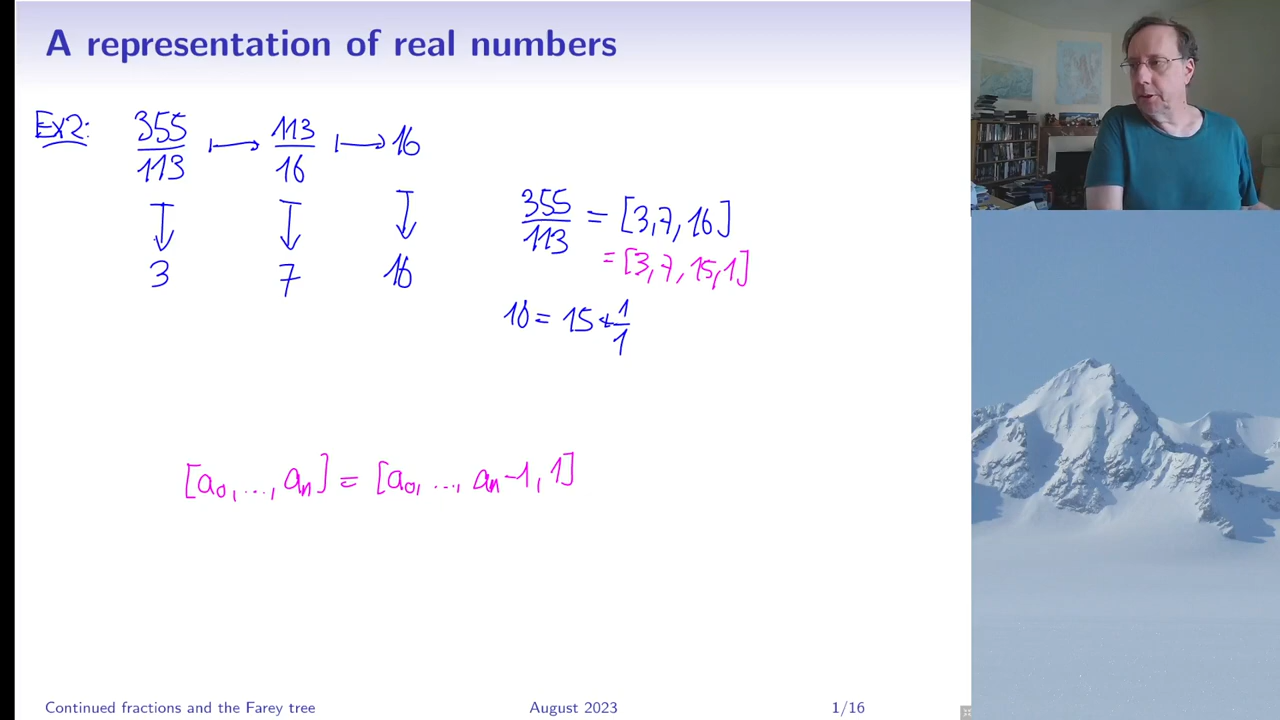 A representation of real numbers
Ex2: 355/113 ↦ 113/16 ↦ 16
↧ ↧ ↧
3 7 16
355/113 = [3,7,16]
= [3,7,15,1]
16 = 15 + 1/1
[a₀, ..., aₙ] = [a₀, ..., aₙ-1, 1]
Continued fractions and the Farey tree August 2023 1/16